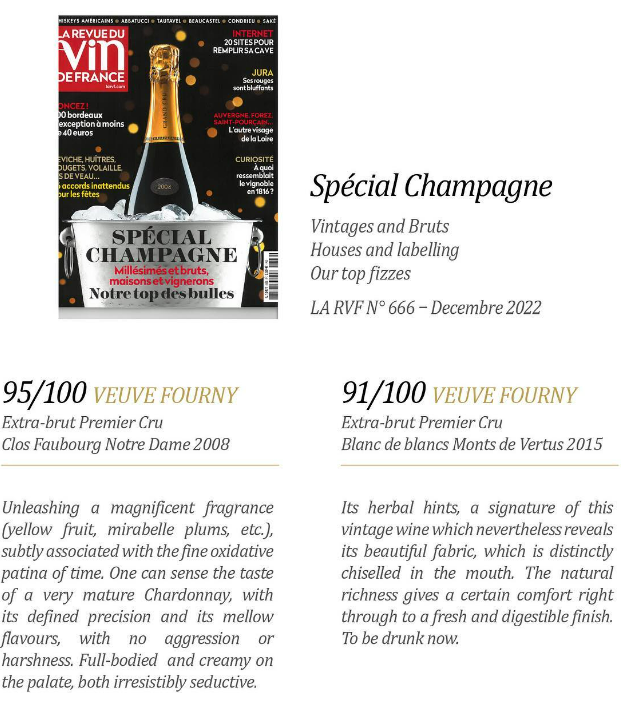 WHISKEYS AMÉRICAINS ♦ ABBATUCCI ♦ TAUTAVEL ♦ BEAUCASTEL ♦ CONDRIEU ♦ SAKÉ
LA REVUE DU
vin
DE FRANCE
larvf.com
INTERNET
20 SITES POUR
REMPLIR SA CAVE
JURA
Ses rouges
sont bluffants
AUVERGNE, FOREZ,
SAINT-POURÇAIN...
L'autre visage
de la Loire
CURIOSITÉ
À quoi
ressemblait
le vignoble
en 1816 ?
ONCEZ !
00 bordeaux
exception à moins
e 40 euros
EVICHE, HUÎTRES,
OUGETS, VOLAILLE,
S DE VEAU...
accords inattendus
our les fêtes
GRAND CRU
2008
SPÉCIAL
CHAMPAGNE
Millésimés et bruts,
maisons et vignerons
Notre top des bulles
Spécial Champagne
Vintages and Bruts
Houses and labelling
Our top fizzes
LA RVF N° 666 – Decembre 2022
95/100 VEUVE FOURNY
Extra-brut Premier Cru
Clos Faubourg Notre Dame 2008
Unleashing a magnificent fragrance
(yellow fruit, mirabelle plums, etc.),
subtly associated with the fine oxidative
patina of time. One can sense the taste
of a very mature Chardonnay, with
its defined precision and its mellow
flavours, with no aggression or
harshness. Full-bodied and creamy on
the palate, both irresistibly seductive.
91/100 VEUVE FOURNY
Extra-brut Premier Cru
Blanc de blancs Monts de Vertus 2015
Its herbal hints, a signature of this
vintage wine which nevertheless reveals
its beautiful fabric, which is distinctly
chiselled in the mouth. The natural
richness gives a certain comfort right
through to a fresh and digestible finish.
To be drunk now.